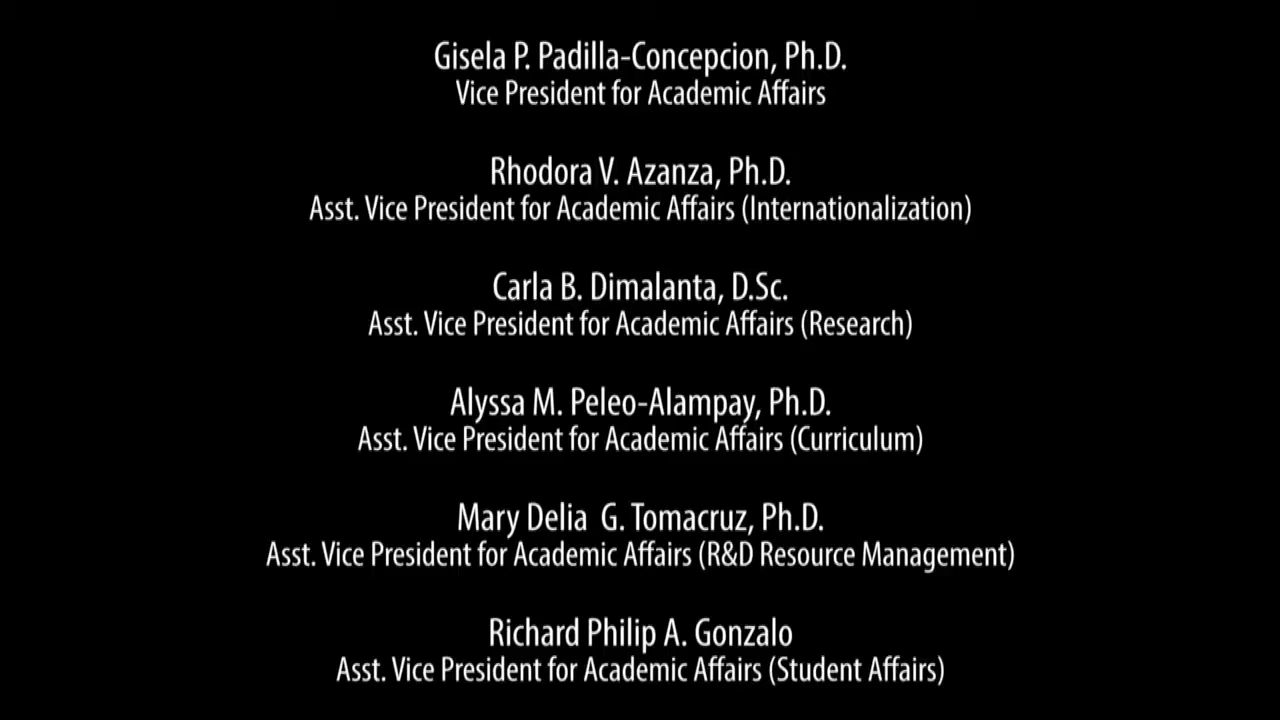 Gisela P. Padilla-Concepcion, Ph.D.
Vice President for Academic Affairs
Rhodora V. Azanza, Ph.D.
Asst. Vice President for Academic Affairs (Internationalization)
Carla B. Dimalanta, D.Sc.
Asst. Vice President for Academic Affairs (Research)
Alyssa M. Peleo-Alampay, Ph.D.
Asst. Vice President for Academic Affairs (Curriculum)
Mary Delia  G. Tomacruz, Ph.D.
Asst. Vice President for Academic Affairs (R&D Resource Management)
Richard Philip A. Gonzalo
Asst. Vice President for Academic Affairs (Student Affairs)